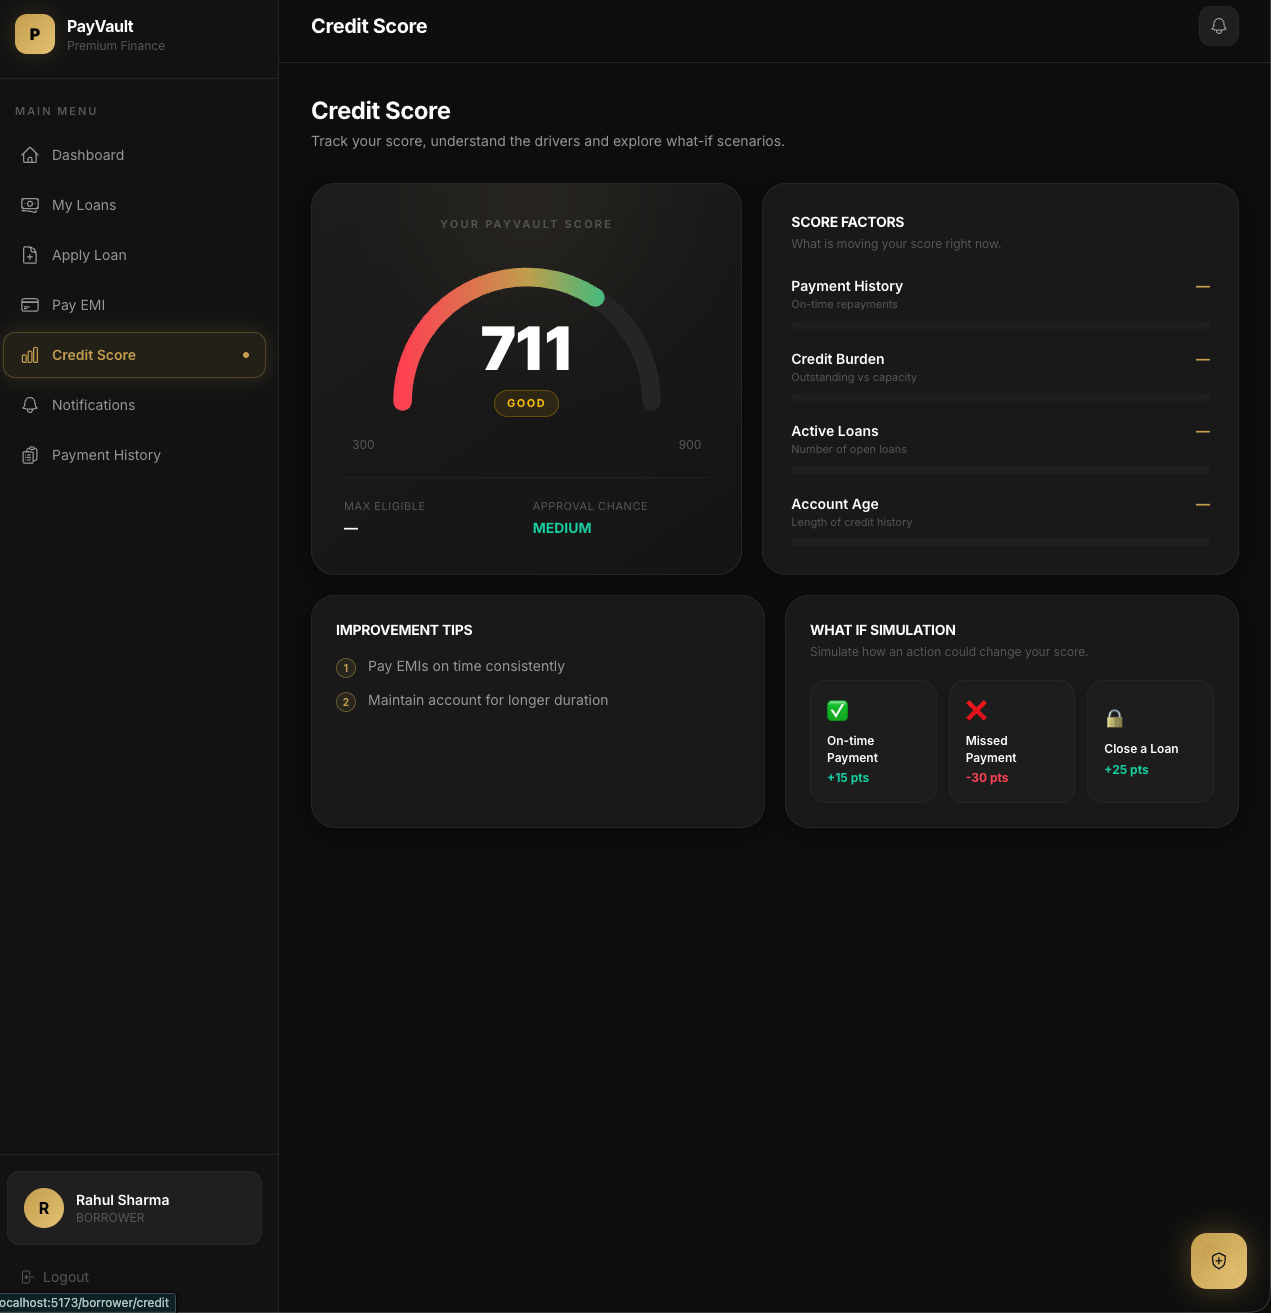 P
PayVault
Premium Finance
Credit Score
MAIN MENU
Dashboard
My Loans
Apply Loan
Pay EMI
Credit Score
Notifications
Payment History
Credit Score
Track your score, understand the drivers and explore what-if scenarios.
YOUR PAYVAULT SCORE
711
GOOD
300
900
MAX ELIGIBLE
—
APPROVAL CHANCE
MEDIUM
SCORE FACTORS
What is moving your score right now.
Payment History
—
On-time repayments
Credit Burden
—
Outstanding vs capacity
Active Loans
—
Number of open loans
Account Age
—
Length of credit history
IMPROVEMENT TIPS
1 Pay EMIs on time consistently
2 Maintain account for longer duration
WHAT IF SIMULATION
Simulate how an action could change your score.
On-time
Payment
+15 pts
Missed
Payment
-30 pts
Close a Loan
+25 pts
R
Rahul Sharma
BORROWER
Logout
ocalhost:5173/borrower/credit